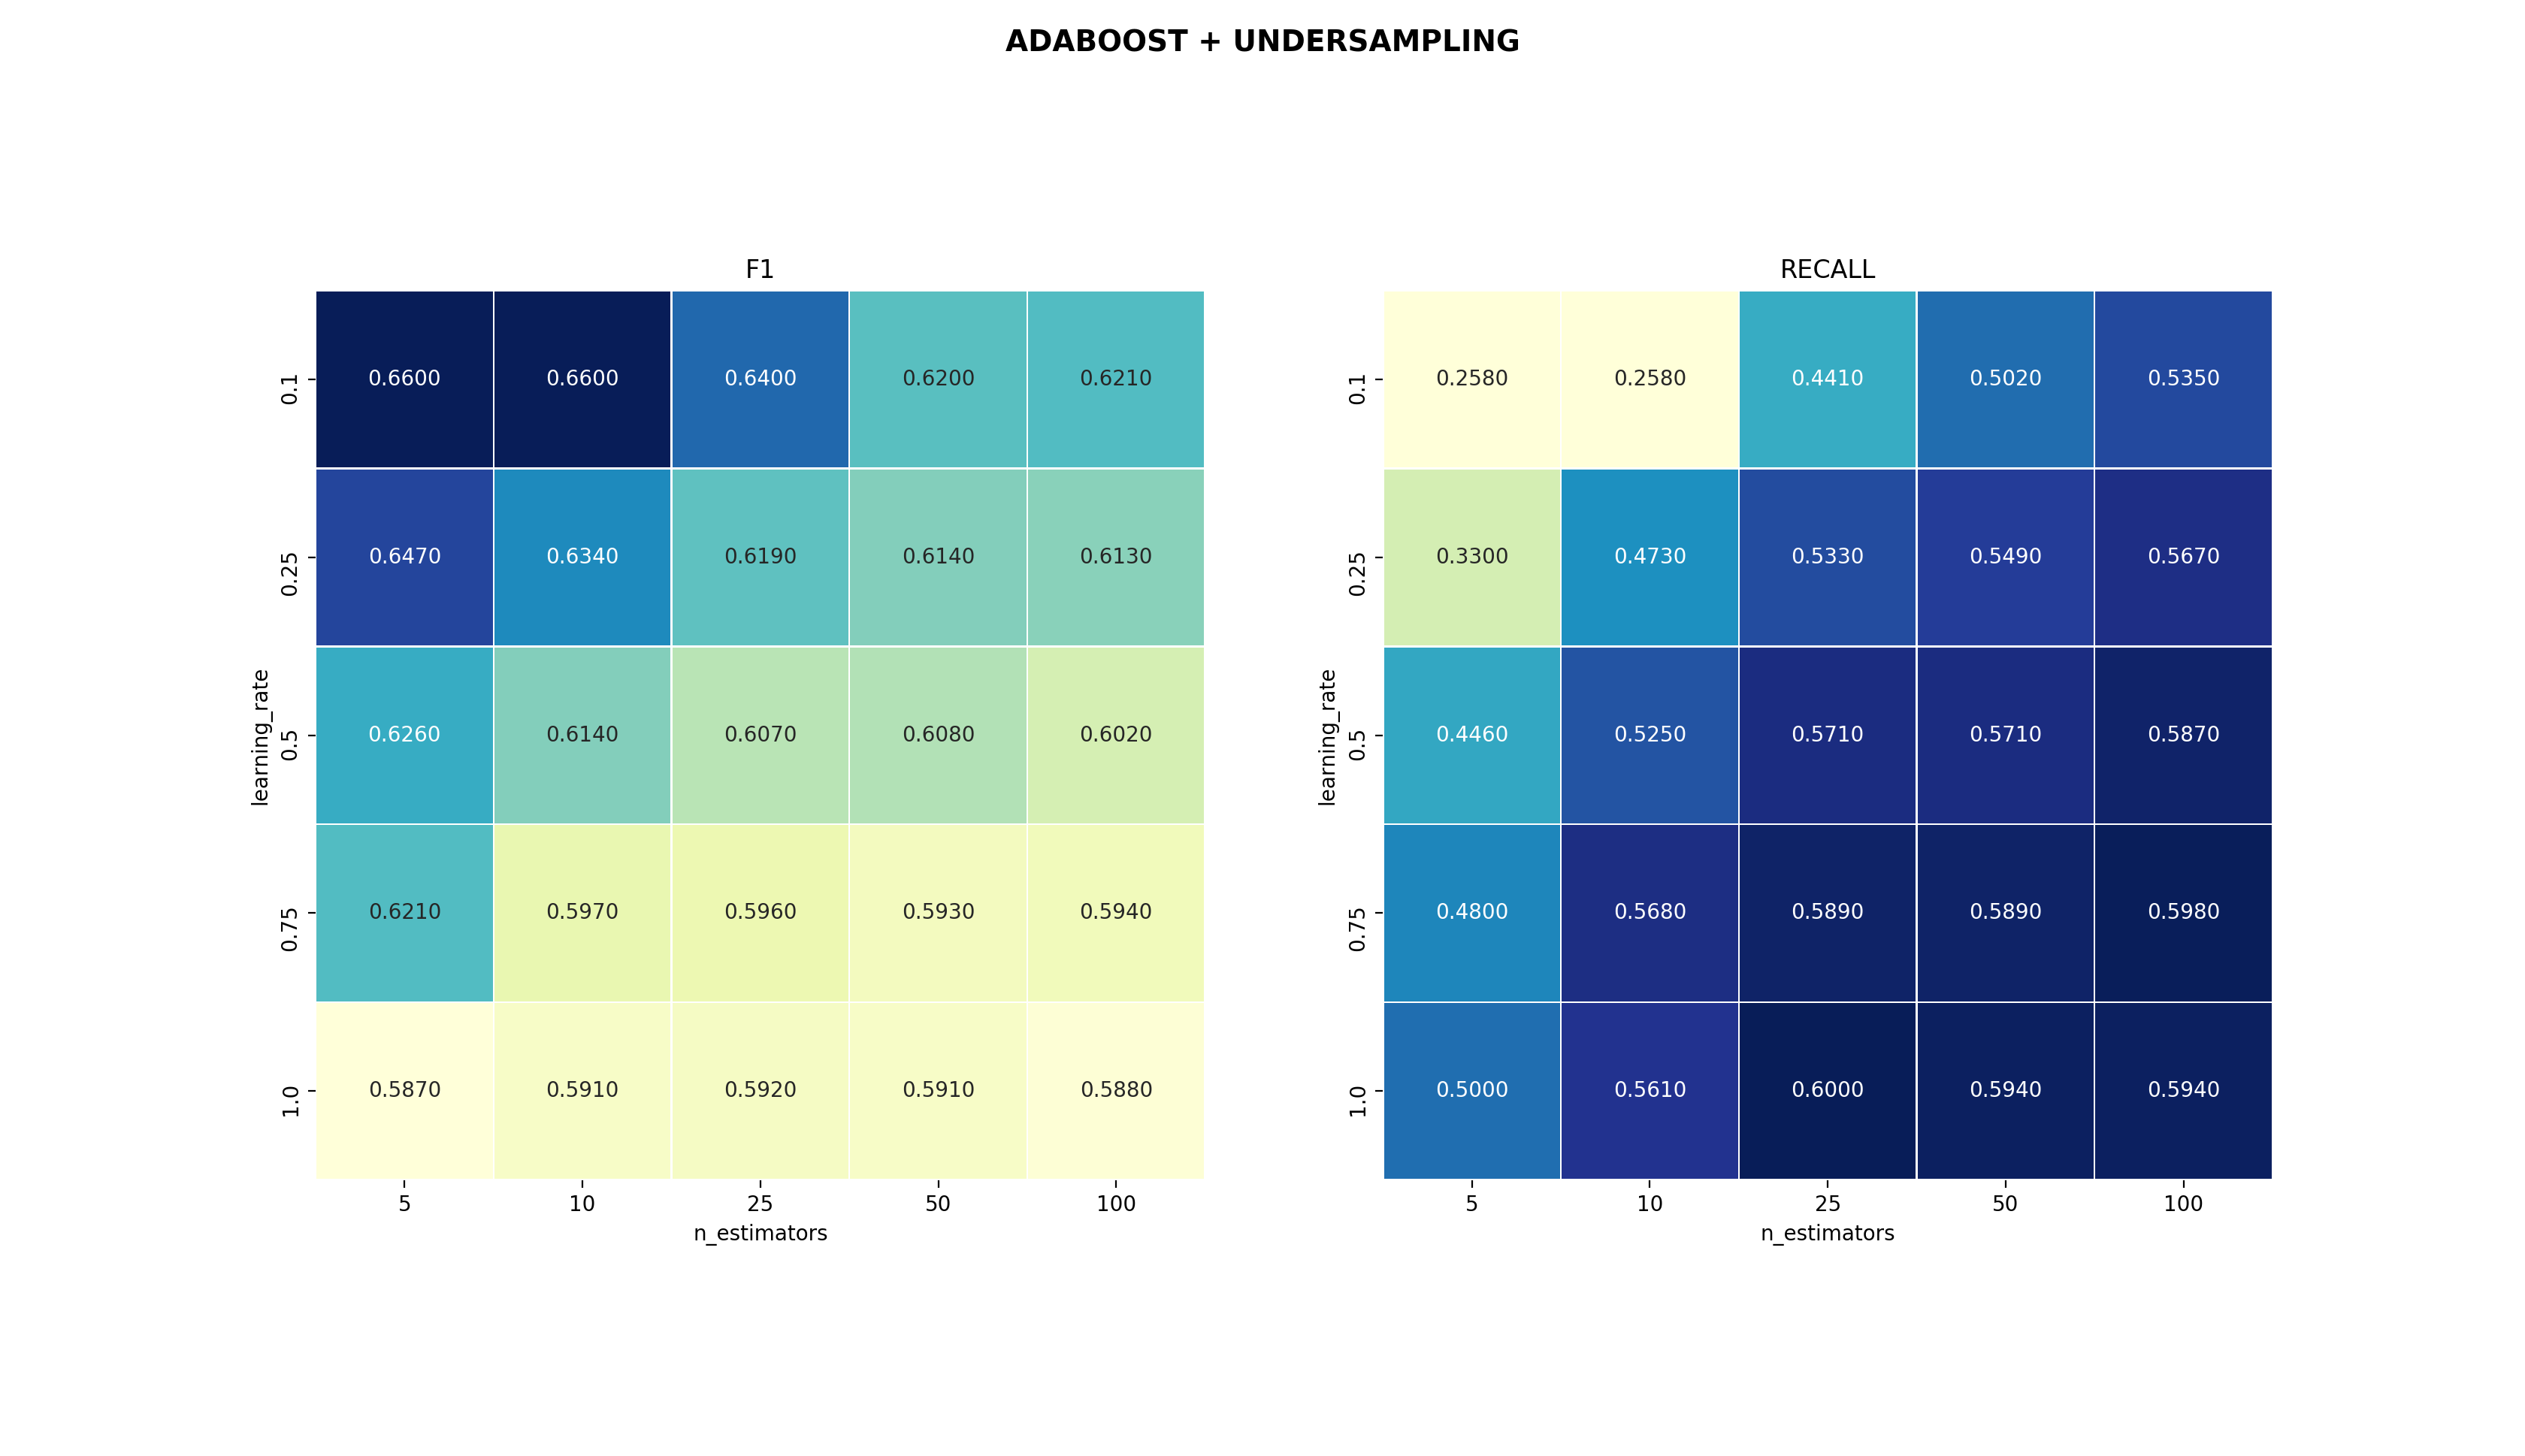 ADABOOST + UNDERSAMPLING
F1
0.1 0.6600 0.6600 0.6400 0.6200 0.6210
0.25 0.6470 0.6340 0.6190 0.6140 0.6130
learning_rate
0.5 0.6260 0.6140 0.6070 0.6080 0.6020
0.75 0.6210 0.5970 0.5960 0.5930 0.5940
1.0 0.5870 0.5910 0.5920 0.5910 0.5880
5 10 25 50 100
n_estimators
RECALL
0.1 0.2580 0.2580 0.4410 0.5020 0.5350
0.25 0.3300 0.4730 0.5330 0.5490 0.5670
learning_rate
0.5 0.4460 0.5250 0.5710 0.5710 0.5870
0.75 0.4800 0.5680 0.5890 0.5890 0.5980
1.0 0.5000 0.5610 0.6000 0.5940 0.5940
5 10 25 50 100
n_estimators